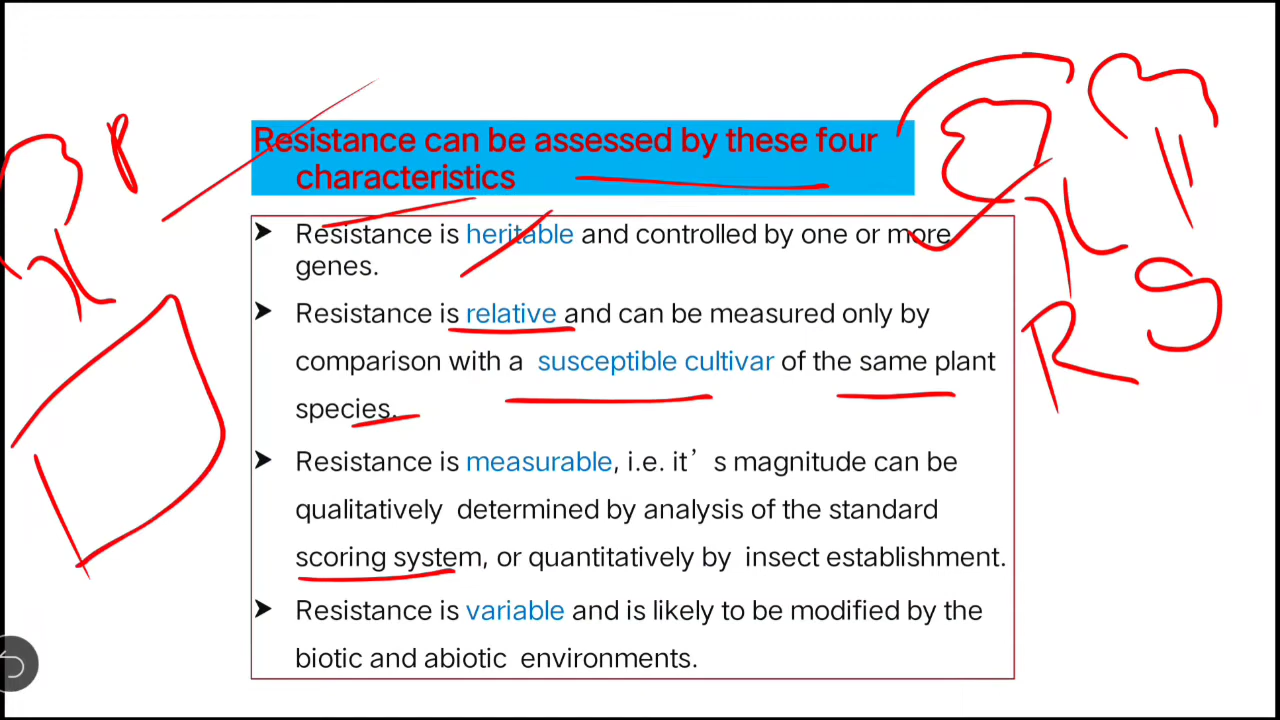 Resistance can be assessed by these four
characteristics
➤ Resistance is heritable and controlled by one or more
genes.
➤ Resistance is relative and can be measured only by
comparison with a susceptible cultivar of the same plant
species.
➤ Resistance is measurable, i.e. it’s magnitude can be
qualitatively determined by analysis of the standard
scoring system, or quantitatively by insect establishment.
➤ Resistance is variable and is likely to be modified by the
biotic and abiotic environments.
R S